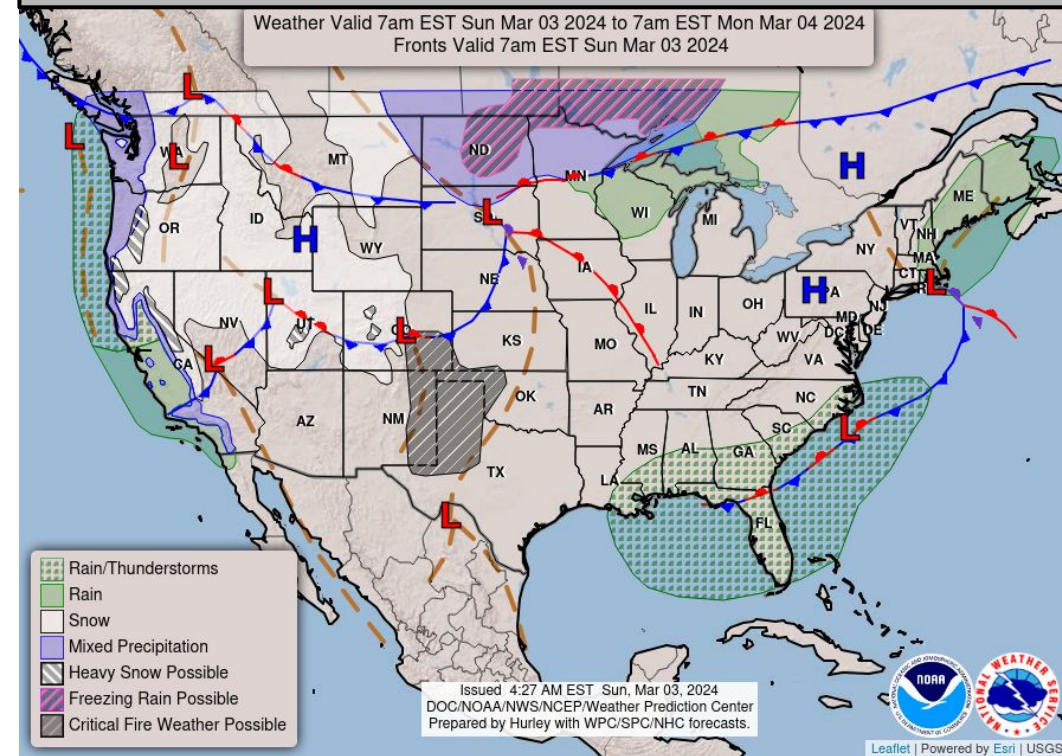 Weather Valid 7am EST Sun Mar 03 2024 to 7am EST Mon Mar 04 2024
Fronts Valid 7am EST Sun Mar 03 2024
L
L
L
WA
MT
ND
MN
H
ME
OR
ID
H
WY
L
WI
MI
VT
NH
NY
MA
CT
L
NE
IA
L
NV
UT
L
IL
IN
OH
H
PA
NJ
MD
DE
DC
WV
VA
KS
MO
KY
CA
L
AZ
NM
OK
AR
TN
NC
SC
L
MS
AL
GA
TX
LA
FL
L
Rain/Thunderstorms
Rain
Snow
Mixed Precipitation
Heavy Snow Possible
Freezing Rain Possible
Critical Fire Weather Possible
Issued 4:27 AM EST Sun, Mar 03, 2024
DOC/NOAA/NWS/NCEP/Weather Prediction Center
Prepared by Hurley with WPC/SPC/NHC forecasts.
NOAA
NATIONAL WEATHER SERVICE
Leaflet | Powered by Esri | USGS